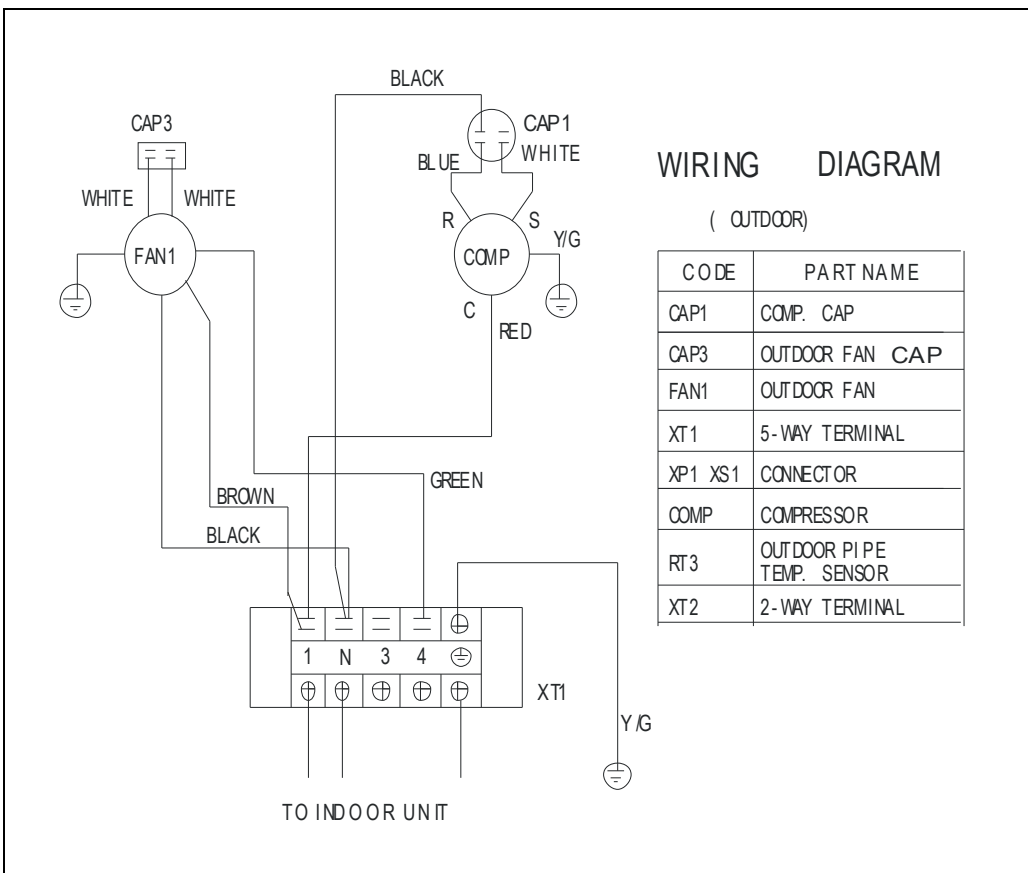 BLACK
CAP3
CAP1
WHITE
BLUE
WHITE
WHITE
R
S
Y/G
FAN1
COMP
C
RED
GREEN
BROWN
BLACK
1 N 3 4
XT1
Y/G
TO INDOOR UNIT
WIRING DIAGRAM
( OUTDOOR)
CODE PART NAME
CAP1 COMP. CAP
CAP3 OUTDOOR FAN CAP
FAN1 OUTDOOR FAN
XT1 5-WAY TERMINAL
XP1 XS1 CONNECTOR
COMP COMPRESSOR
RT3 OUTDOOR PIPE
TEMP. SENSOR
XT2 2-WAY TERMINAL